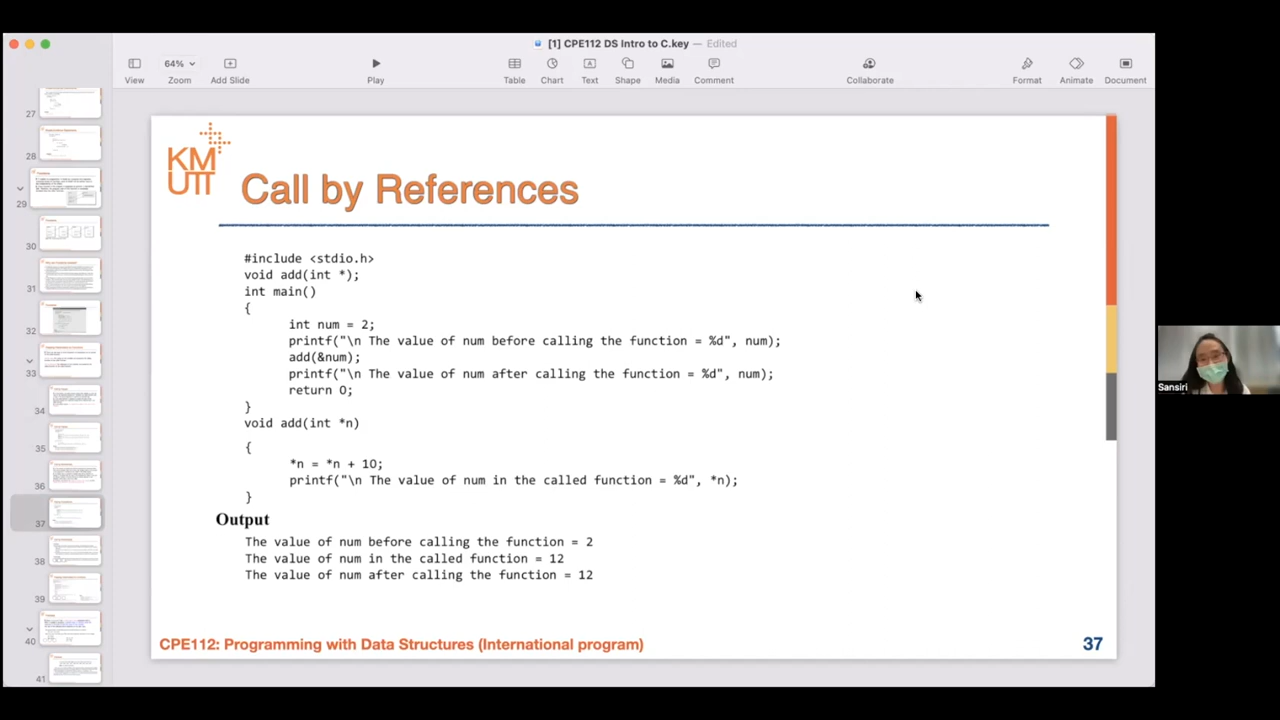 [1] CPE112 DS Intro to C.key — Edited
64%
View
Zoom
Add Slide
Play
Table
Chart
Text
Shape
Media
Comment
Collaborate
Format
Animate
Document
27
28
29
30
31
32
33
34
35
36
37
38
39
40
41
KM
UTT
Call by References
#include <stdio.h>
void add(int *);
int main()
{
int num = 2;
printf("\n The value of num before calling the function = %d", num);
add(&num);
printf("\n The value of num after calling the function = %d", num);
return 0;
}
void add(int *n)
{
*n = *n + 10;
printf("\n The value of num in the called function = %d", *n);
}
Output
The value of num before calling the function = 2
The value of num in the called function = 12
The value of num after calling the function = 12
CPE112: Programming with Data Structures (International program)
37
Sansiri